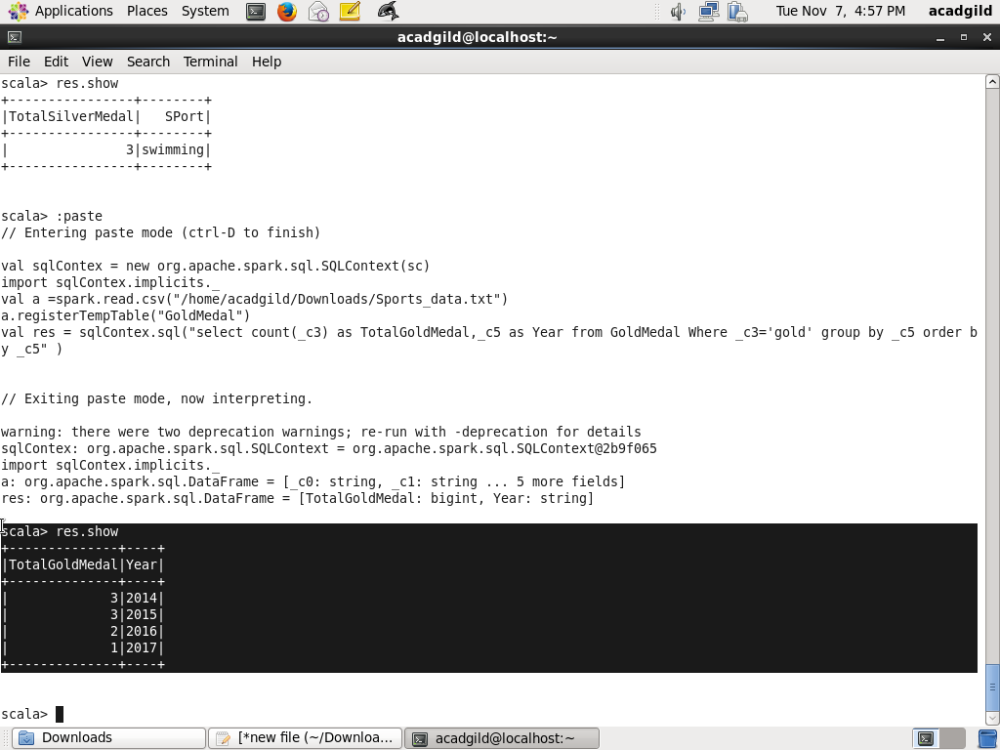 Applications Places System Tue Nov 7, 4:57 PM acadgild
acadgild@localhost:~
File Edit View Search Terminal Help
scala> res.show
+----------------+--------+
|TotalSilverMedal|   SPort|
+----------------+--------+
|               3|swimming|
+----------------+--------+
scala> :paste
// Entering paste mode (ctrl-D to finish)
val sqlContex = new org.apache.spark.sql.SQLContext(sc)
import sqlContex.implicits._
val a =spark.read.csv("/home/acadgild/Downloads/Sports_data.txt")
a.registerTempTable("GoldMedal")
val res = sqlContex.sql("select count(_c3) as TotalGoldMedal,_c5 as Year from GoldMedal Where _c3='gold' group by _c5 order b
y _c5" )
// Exiting paste mode, now interpreting.
warning: there were two deprecation warnings; re-run with -deprecation for details
sqlContex: org.apache.spark.sql.SQLContext = org.apache.spark.sql.SQLContext@2b9f065
import sqlContex.implicits._
a: org.apache.spark.sql.DataFrame = [_c0: string, _c1: string ... 5 more fields]
res: org.apache.spark.sql.DataFrame = [TotalGoldMedal: bigint, Year: string]
scala> res.show
+--------------+----+
|TotalGoldMedal|Year|
+--------------+----+
|             3|2014|
|             3|2015|
|             2|2016|
|             1|2017|
+--------------+----+
scala>
Downloads [*new file (~/Downloa... acadgild@localhost:~